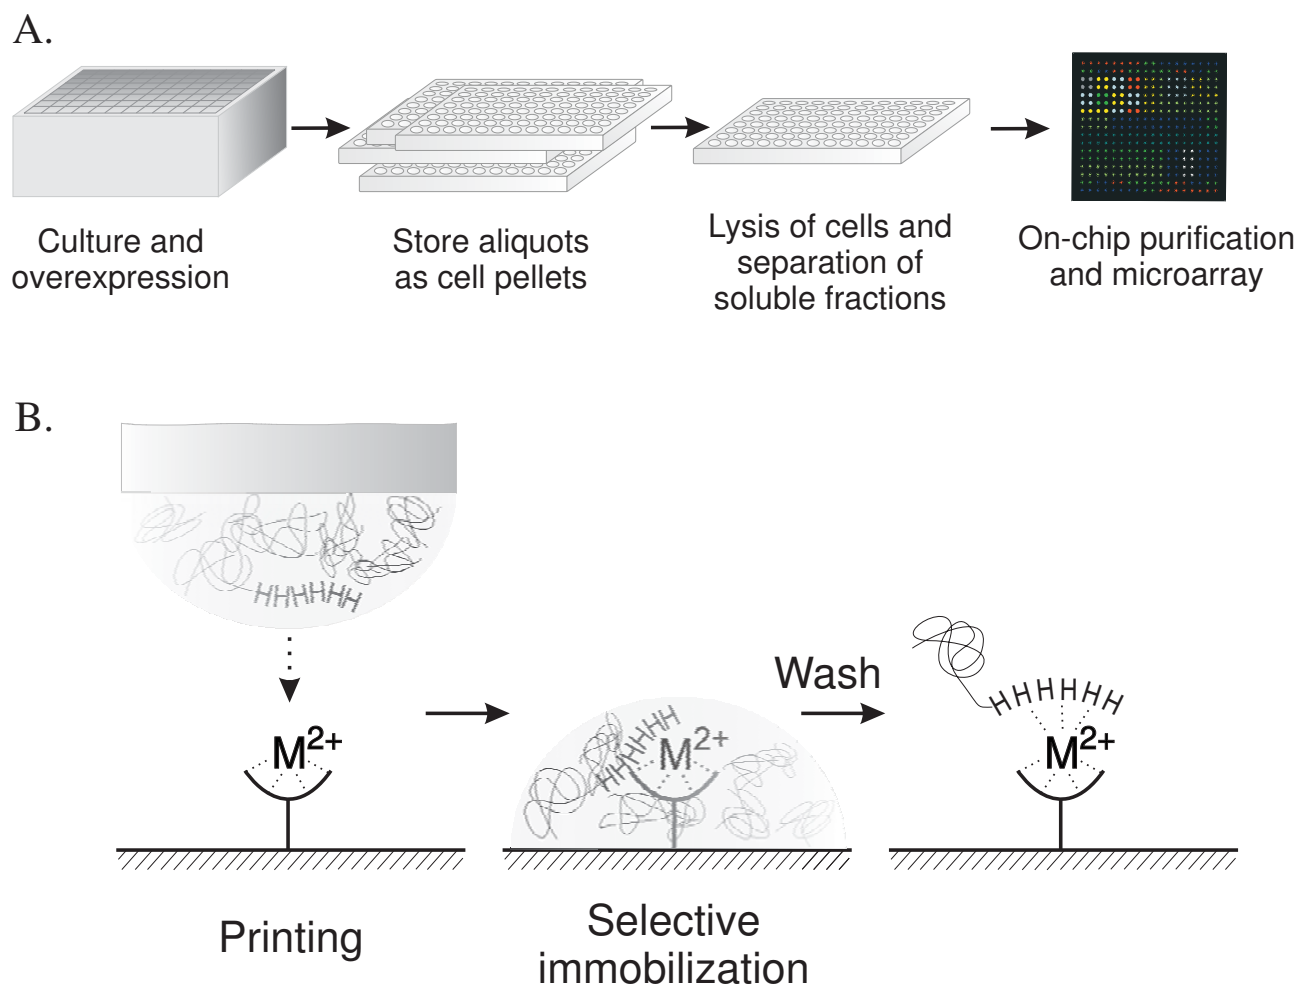 A.
Culture and
overexpression
Store aliquots
as cell pellets
Lysis of cells and
separation of
soluble fractions
On-chip purification
and microarray
B.
HHHHHH
M²⁺
Printing
HHHHHH
M²⁺
Selective
immobilization
Wash
HHHHHH
M²⁺